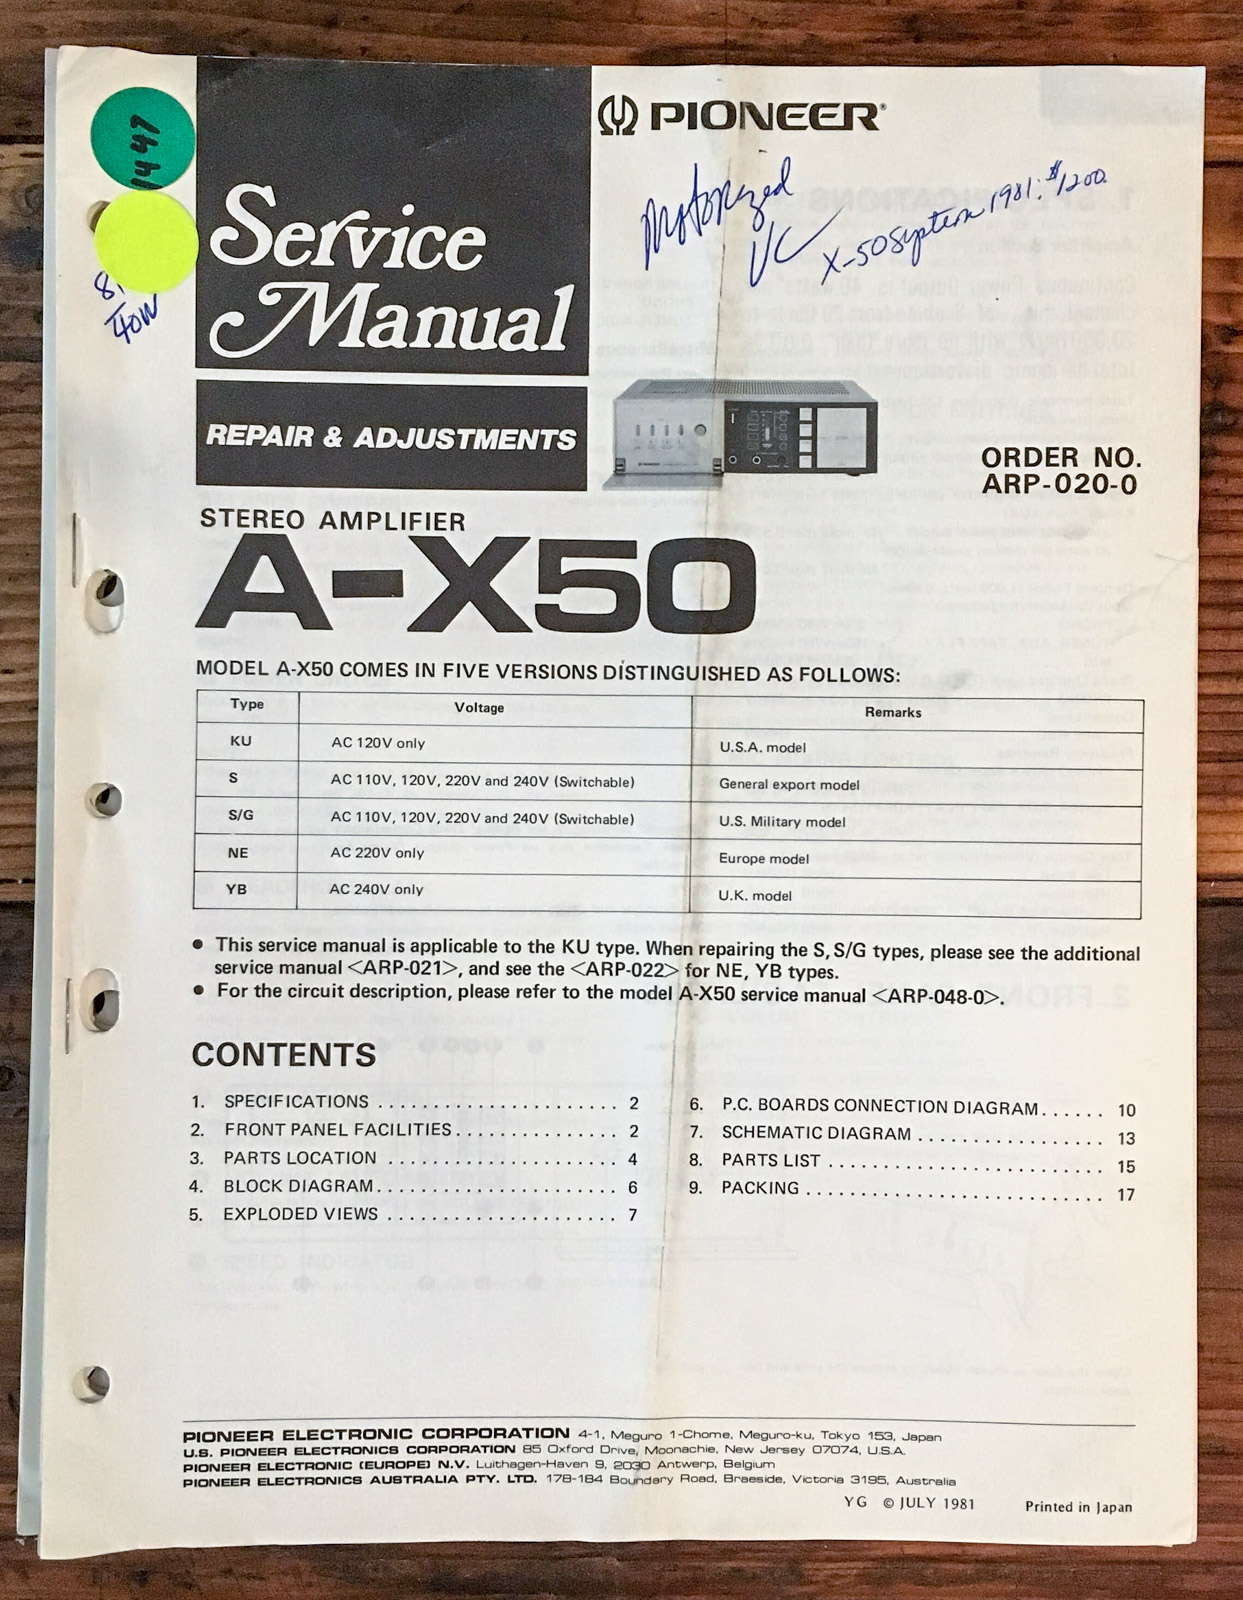 1447
PIONEER®
Service
Manual
Motorized
VC
X-50 System 1981: $1200.
40W
REPAIR & ADJUSTMENTS
ORDER NO.
ARP-020-0
STEREO AMPLIFIER
A-X50
MODEL A-X50 COMES IN FIVE VERSIONS DISTINGUISHED AS FOLLOWS:
Type Voltage Remarks
KU AC 120V only U.S.A. model
S AC 110V, 120V, 220V and 240V (Switchable) General export model
S/G AC 110V, 120V, 220V and 240V (Switchable) U.S. Military model
NE AC 220V only Europe model
YB AC 240V only U.K. model
● This service manual is applicable to the KU type. When repairing the S, S/G types, please see the additional
service manual <ARP-021>, and see the <ARP-022> for NE, YB types.
● For the circuit description, please refer to the model A-X50 service manual <ARP-048-0>.
CONTENTS
1. SPECIFICATIONS ...................... 2
2. FRONT PANEL FACILITIES ................ 2
3. PARTS LOCATION ...................... 4
4. BLOCK DIAGRAM ....................... 6
5. EXPLODED VIEWS ...................... 7
6. P.C. BOARDS CONNECTION DIAGRAM ...... 10
7. SCHEMATIC DIAGRAM ................. 13
8. PARTS LIST ......................... 15
9. PACKING ........................... 17
PIONEER ELECTRONIC CORPORATION 4-1, Meguro 1-Chome, Meguro-ku, Tokyo 153, Japan
U.S. PIONEER ELECTRONICS CORPORATION 85 Oxford Drive, Moonachie, New Jersey 07074, U.S.A.
PIONEER ELECTRONIC (EUROPE) N.V. Luithagen-Haven 9, 2030 Antwerp, Belgium
PIONEER ELECTRONICS AUSTRALIA PTY. LTD. 178-184 Boundary Road, Braeside, Victoria 3195, Australia
YG © JULY 1981 Printed in Japan